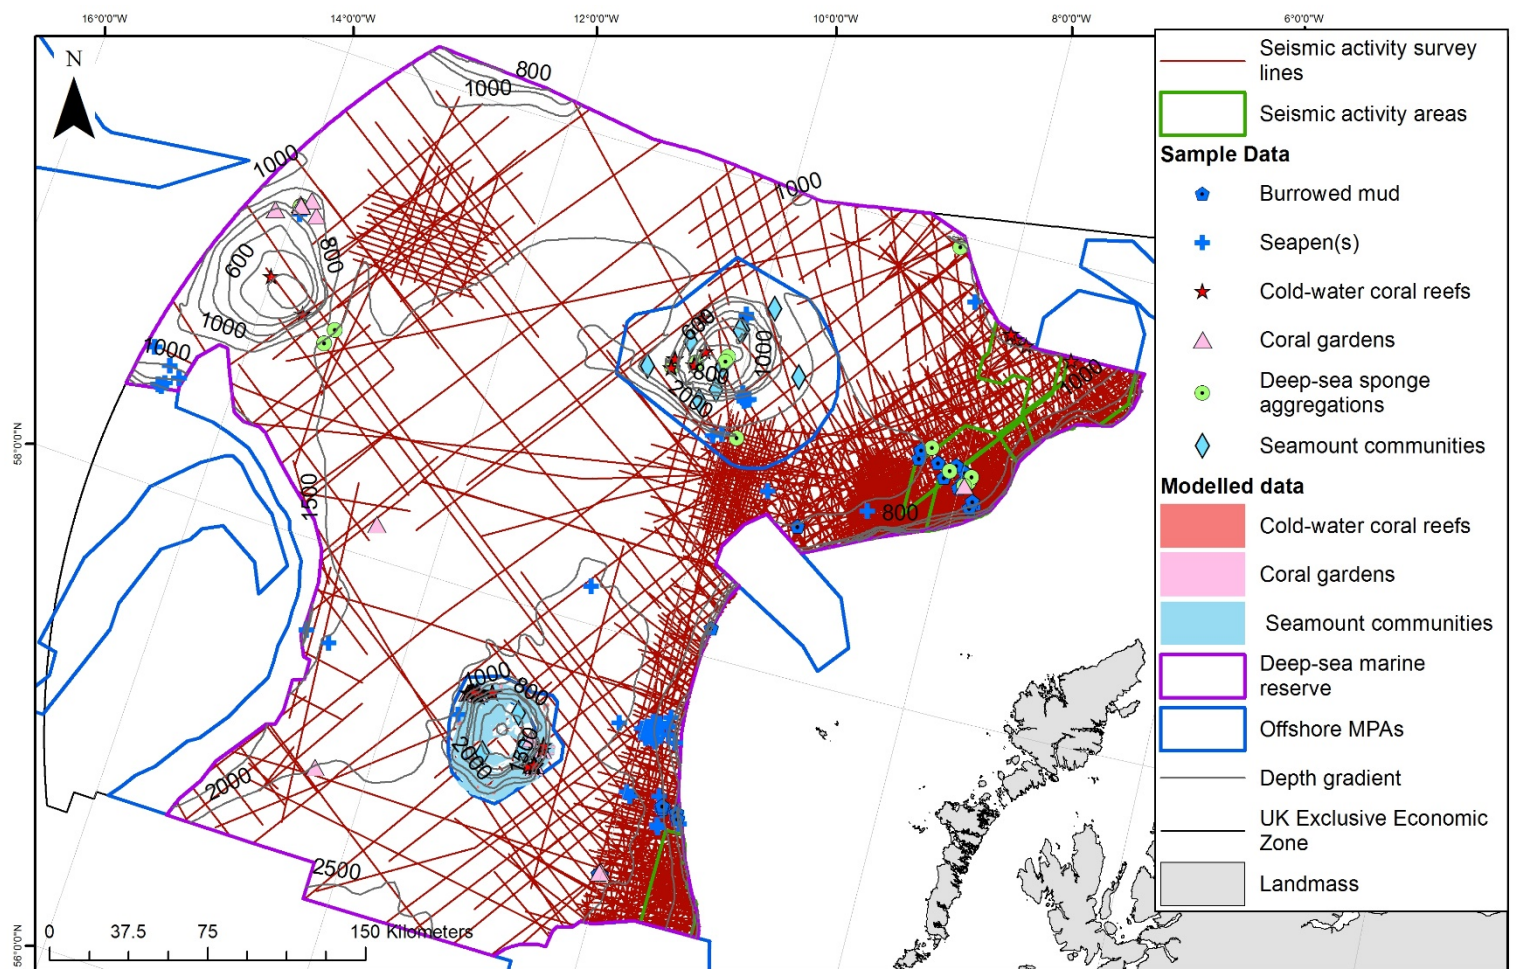 16°0'0"W
14°0'0"W
12°0'0"W
10°0'0"W
8°0'0"W
6°0'0"W
N
800
1000
1000
1000
600
800
1000
1000
600
1000
800
2000
1000
58°0'0"N
1500
800
1000
800
2000
1500
2000
2500
0
37.5
75
150 Kilometers
56°0'0"N
Seismic activity survey
lines
Seismic activity areas
Sample Data
Burrowed mud
Seapen(s)
Cold-water coral reefs
Coral gardens
Deep-sea sponge
aggregations
Seamount communities
Modelled data
Cold-water coral reefs
Coral gardens
Seamount communities
Deep-sea marine
reserve
Offshore MPAs
Depth gradient
UK Exclusive Economic
Zone
Landmass